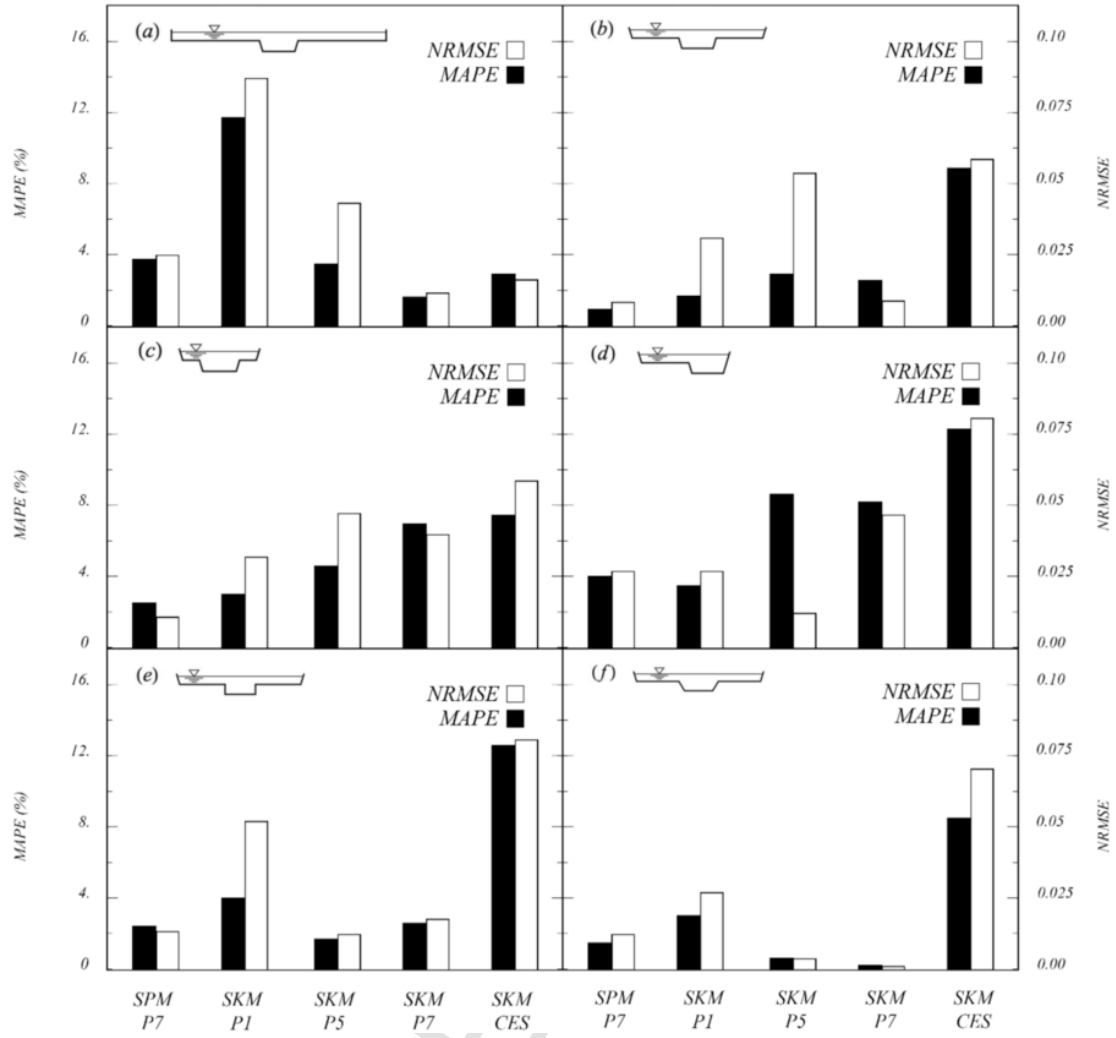 (a)
NRMSE
MAPE
16.
12.
8.
4.
0
MAPE (%)
(b)
NRMSE
MAPE
0.10
0.075
0.05
0.025
0.00
NRMSE
(c)
NRMSE
MAPE
16.
12.
8.
4.
0
MAPE (%)
(d)
NRMSE
MAPE
0.10
0.075
0.05
0.025
0.00
NRMSE
(e)
NRMSE
MAPE
16.
12.
8.
4.
0
MAPE (%)
(f)
NRMSE
MAPE
0.10
0.075
0.05
0.025
0.00
NRMSE
SPM SKM SKM SKM SKM SPM SKM SKM SKM SKM
P7 P1 P5 P7 CES P7 P1 P5 P7 CES